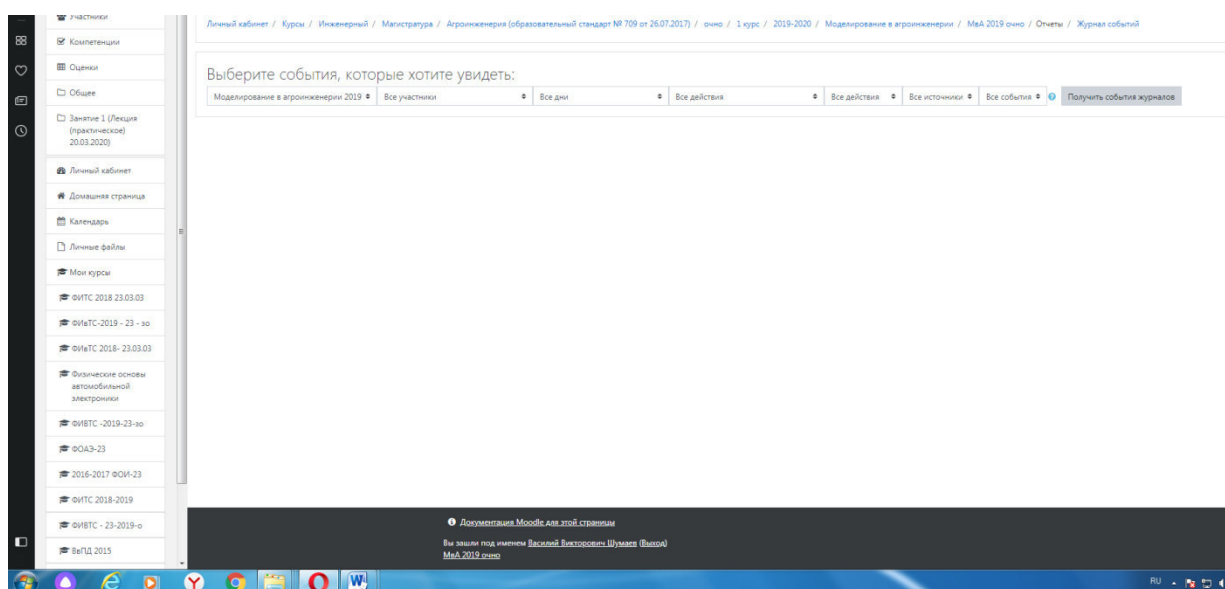 Участники
Компетенции
Оценки
Общее
Занятие 1 (Лекция
(практическое)
20.03.2020)
Личный кабинет
Домашняя страница
Календарь
Личные файлы
Мои курсы
ФИТС 2018 23.03.03
ФИвТС-2019 - 23 - зо
ФИвТС 2018- 23.03.03
Физические основы
автомобильной
электроники
ФИВТС -2019-23-зо
ФОАЭ-23
2016-2017 ФОИ-23
ФИТС 2018-2019
ФИВТС - 23-2019-о
ВвПД 2015
Личный кабинет / Курсы / Инженерный / Магистратура / Агроинженерия (образовательный стандарт № 709 от 26.07.2017) / очно / 1 курс / 2019-2020 / Моделирование в агроинженерии / МвА 2019 очно / Отчеты / Журнал событий
Выберите события, которые хотите увидеть:
Моделирование в агроинженерии 2019 Все участники Все дни Все действия Все действия Все источники Все события Получить события журналов
Документация Moodle для этой страницы
Вы зашли под именем Василий Викторович Шумаев (Выход)
МвА 2019 очно
RU